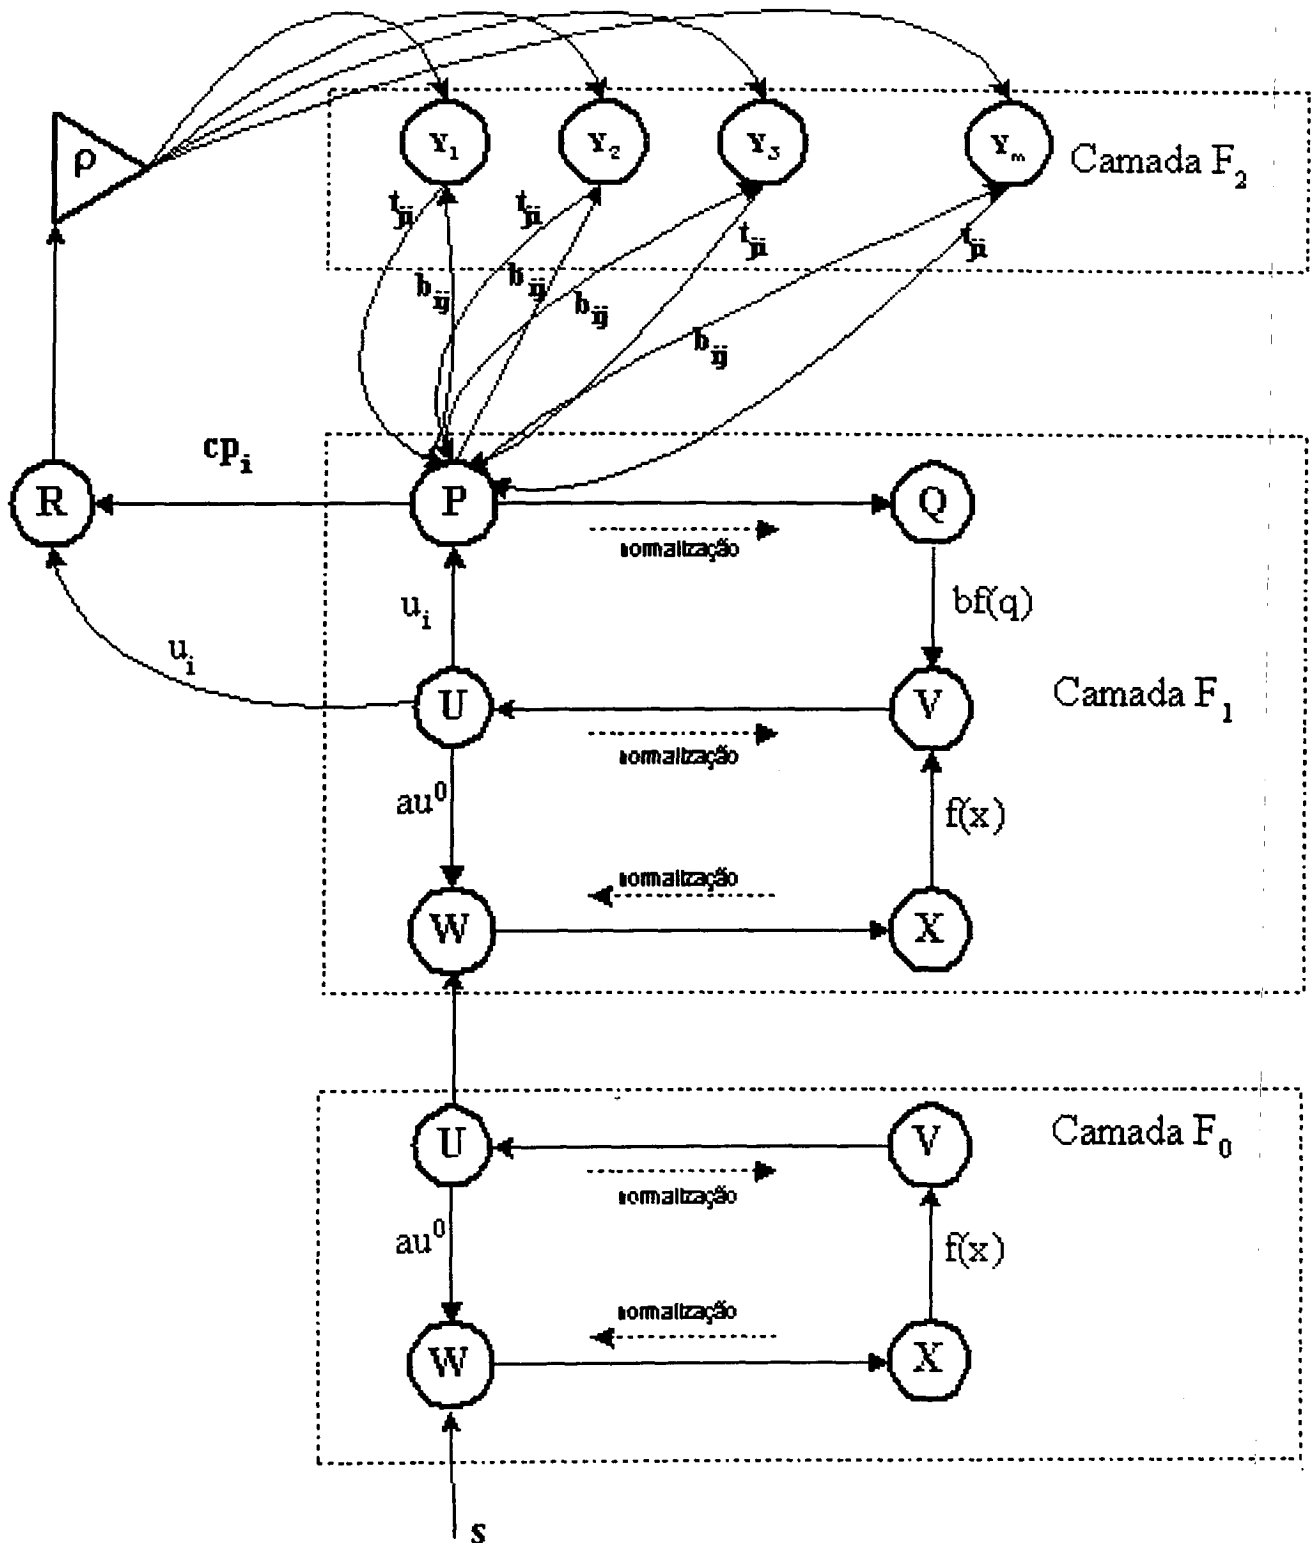 ρ
Y₁
Y₂
Y₃
Yₘ
Camada F₂
tⱼᵢ
tⱼᵢ
tⱼᵢ
tⱼᵢ
bᵢⱼ
bᵢⱼ
bᵢⱼ
bᵢⱼ
cpᵢ
R
P
Q
normalização
uᵢ
bf(q)
uᵢ
U
V
Camada F₁
normalização
au⁰
f(x)
normalização
W
X
U
V
Camada F₀
normalização
au⁰
f(x)
normalização
W
X
s